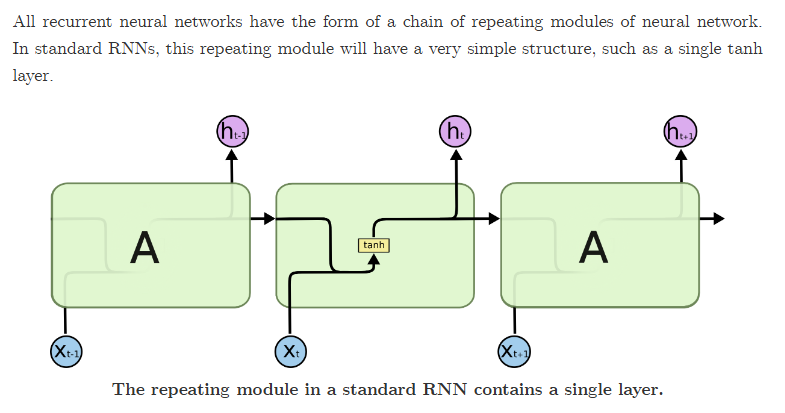 All recurrent neural networks have the form of a chain of repeating modules of neural network.
In standard RNNs, this repeating module will have a very simple structure, such as a single tanh
layer.
ht-1 ht ht+1
A tanh A
Xt-1 Xt Xt+1
The repeating module in a standard RNN contains a single layer.